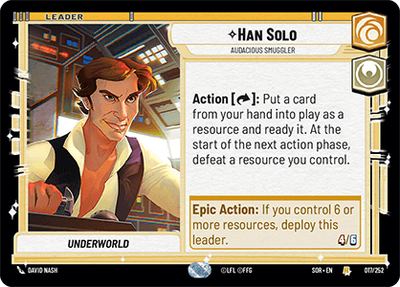 LEADER
✧HAN SOLO
AUDACIOUS SMUGGLER
Action [↷]: Put a card
from your hand into play as a
resource and ready it. At the
start of the next action phase,
defeat a resource you control.
Epic Action: If you control 6 or
more resources, deploy this
leader.
4/6
UNDERWORLD
DAVID NASH
©LFL ©FFG
SOR • EN
R
017/252